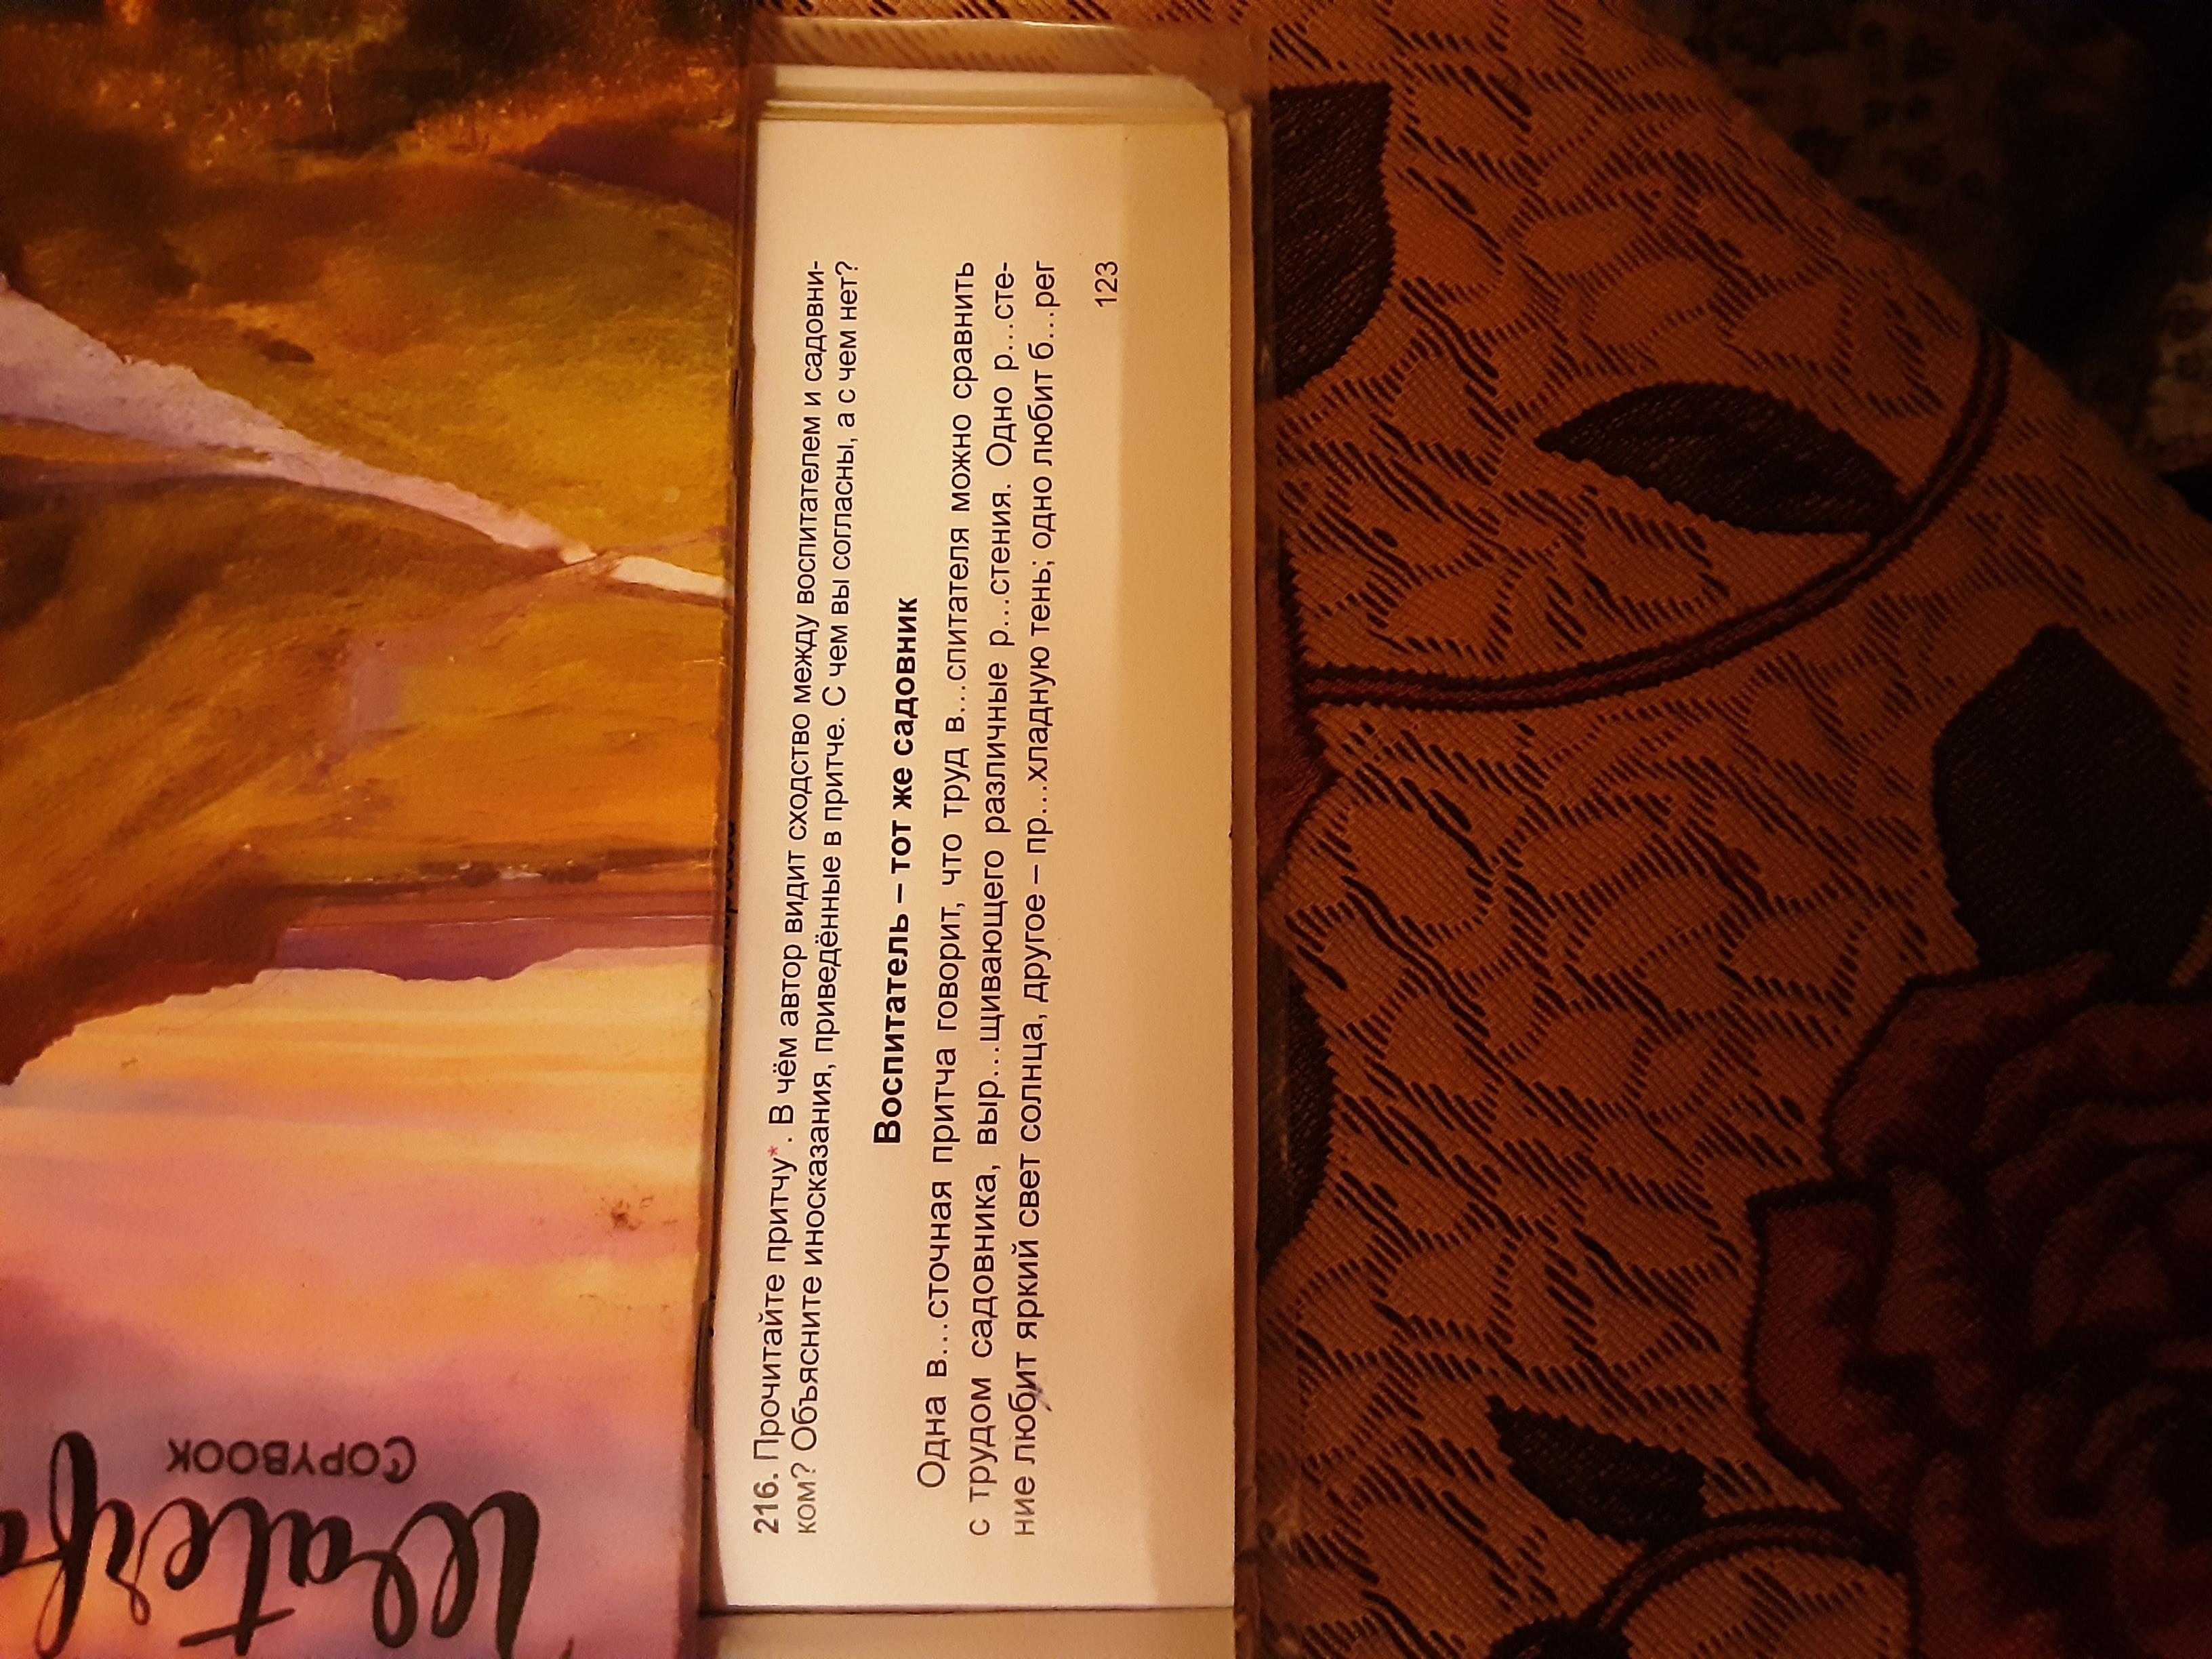 216. Прочитайте притчу*. В чём автор видит сходство между воспитателем и садовни-
ком? Объясните иносказания, приведённые в притче. С чем вы согласны, а с чем нет?
Воспитатель – тот же садовник
Одна в...сточная притча говорит, что труд в...спитателя можно сравнить
с трудом садовника, выр...щивающего различные р...стения. Одно р...сте-
ние любит яркий свет солнца, другое – пр...хладную тень; одно любит б...рег
123
COPYBOOK